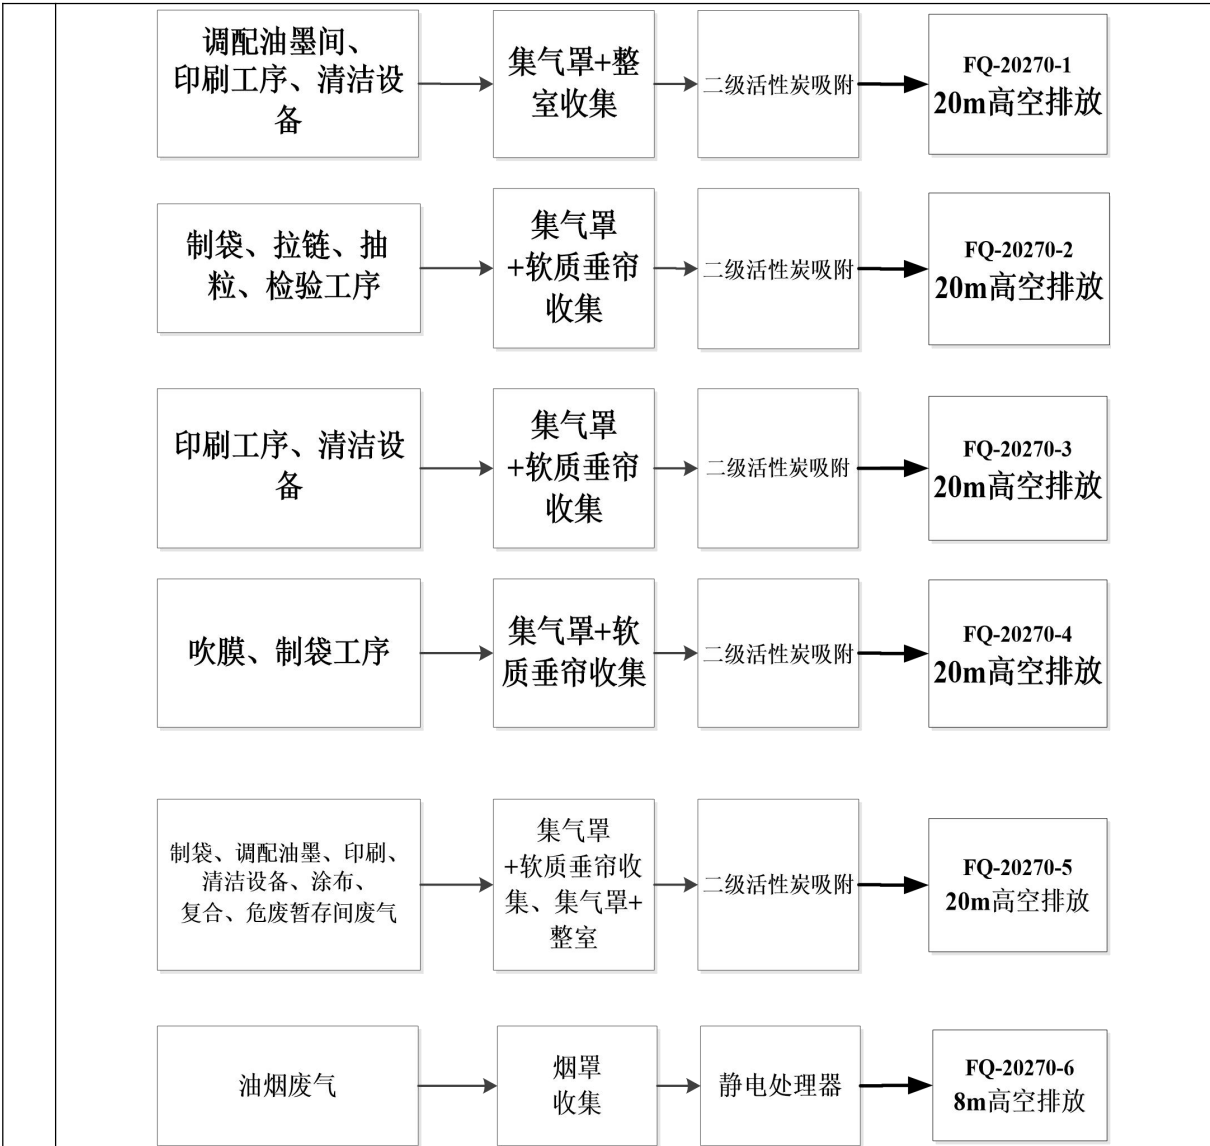 调配油墨间、
印刷工序、清洁设
备
集气罩+整
室收集
二级活性炭吸附
FQ-20270-1
20m高空排放
制袋、拉链、抽
粒、检验工序
集气罩
+软质垂帘
收集
二级活性炭吸附
FQ-20270-2
20m高空排放
印刷工序、清洁设
备
集气罩
+软质垂帘
收集
二级活性炭吸附
FQ-20270-3
20m高空排放
吹膜、制袋工序
集气罩+软
质垂帘收集
二级活性炭吸附
FQ-20270-4
20m高空排放
制袋、调配油墨、印刷、
清洁设备、涂布、
复合、危废暂存间废气
集气罩
+软质垂帘收
集、集气罩+
整室
二级活性炭吸附
FQ-20270-5
20m高空排放
油烟废气
烟罩
收集
静电处理器
FQ-20270-6
8m高空排放